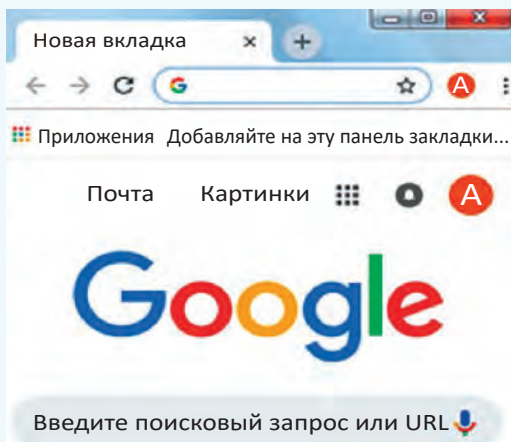 Новая вкладка
G A
Приложения Добавляйте на эту панель закладки...
Почта Картинки A
Google
Введите поисковый запрос или URL